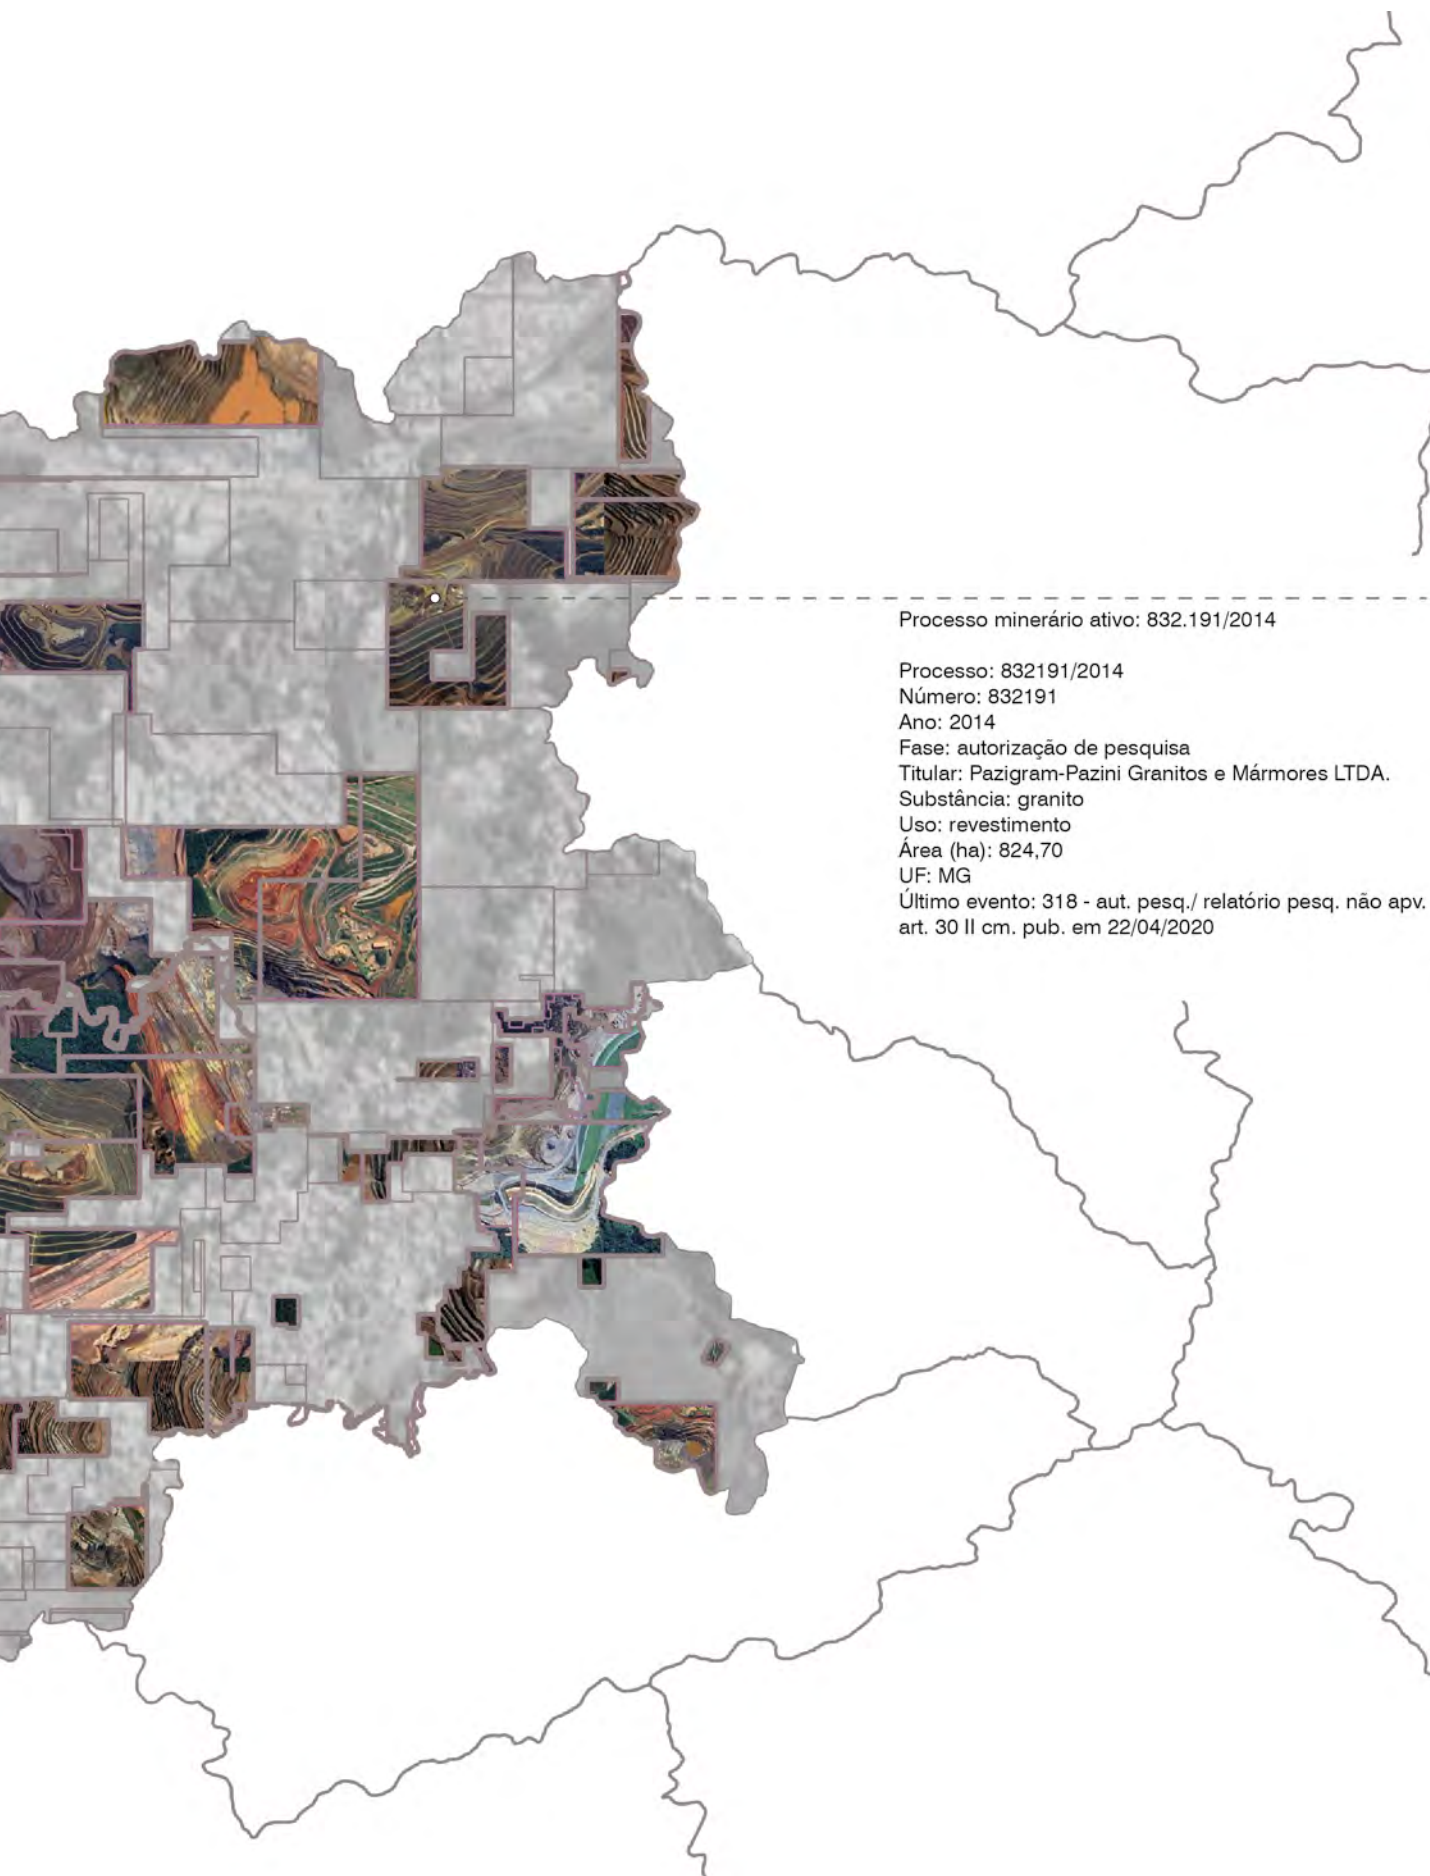 Processo minerário ativo: 832.191/2014
Processo: 832191/2014
Número: 832191
Ano: 2014
Fase: autorização de pesquisa
Titular: Pazigram-Pazini Granitos e Mármores LTDA.
Substância: granito
Uso: revestimento
Área (ha): 824,70
UF: MG
Último evento: 318 - aut. pesq./ relatório pesq. não apv.
art. 30 II cm. pub. em 22/04/2020